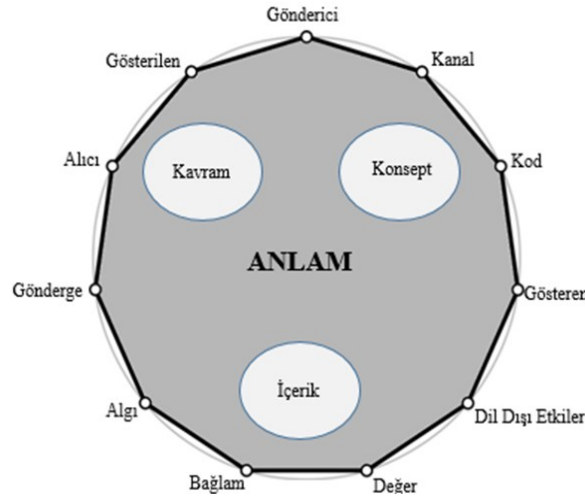 Gönderici
Gösterilen
Kanal
Alıcı
Kavram
Konsept
Kod
ANLAM
Gönderge
Gösteren
İçerik
Algı
Dil Dışı Etkiler
Bağlam
Değer